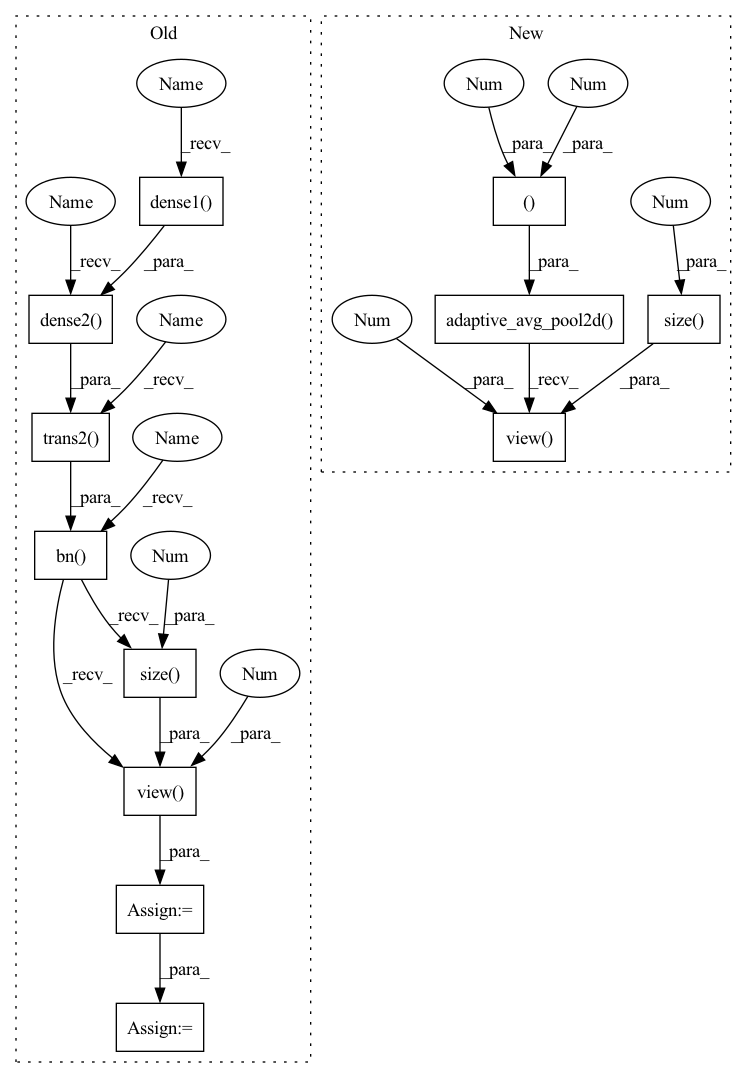 Old
New
Name
Num
Num
_recv_
_para_
_para_
Name
dense1()
()
Num
_recv_
_para_
_para_
_para_
dense2()
Name
Num
adaptive_avg_pool2d()
size()
_para_
_recv_
_para_
_recv_
_para_
trans2()
Name
view()
_para_
_recv_
bn()
Num
_recv_
_para_
_recv_
size()
Num
_para_
_para_
view()
_para_
Assign:=
_para_
Assign:=